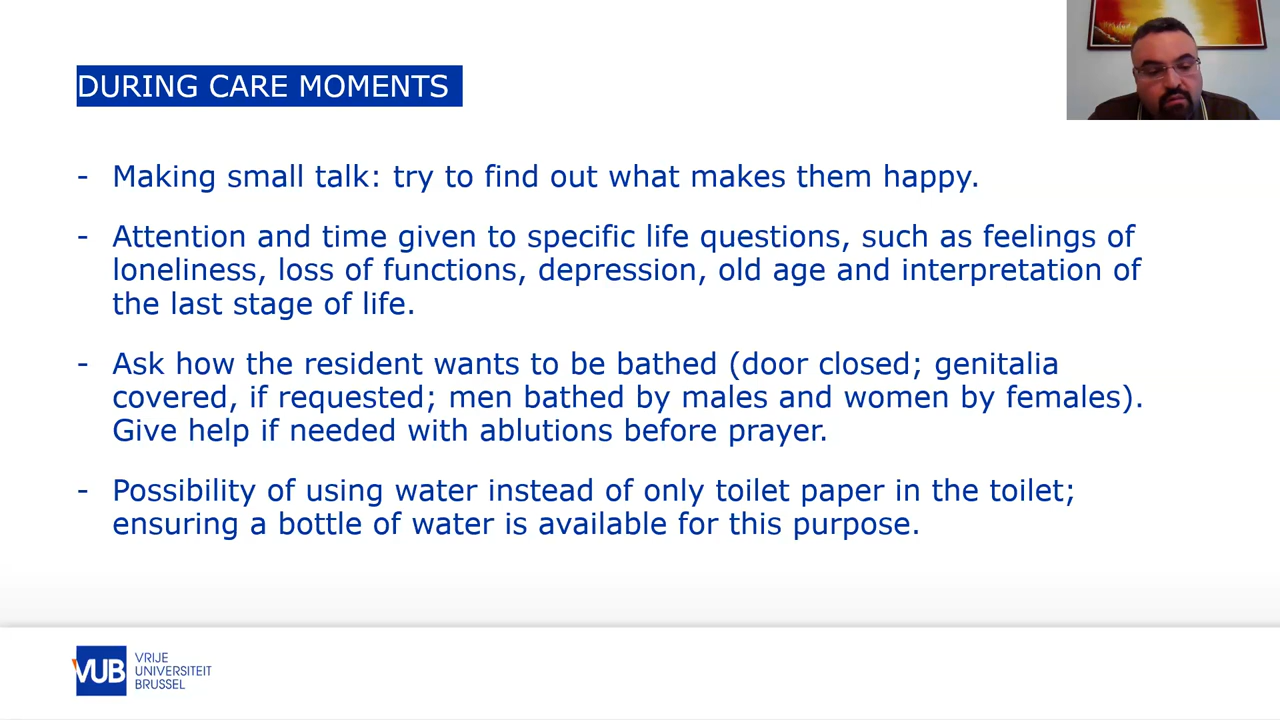 DURING CARE MOMENTS
- Making small talk: try to find out what makes them happy.
- Attention and time given to specific life questions, such as feelings of
loneliness, loss of functions, depression, old age and interpretation of
the last stage of life.
- Ask how the resident wants to be bathed (door closed; genitalia
covered, if requested; men bathed by males and women by females).
Give help if needed with ablutions before prayer.
- Possibility of using water instead of only toilet paper in the toilet;
ensuring a bottle of water is available for this purpose.
VUB
VRIJE
UNIVERSITEIT
BRUSSEL